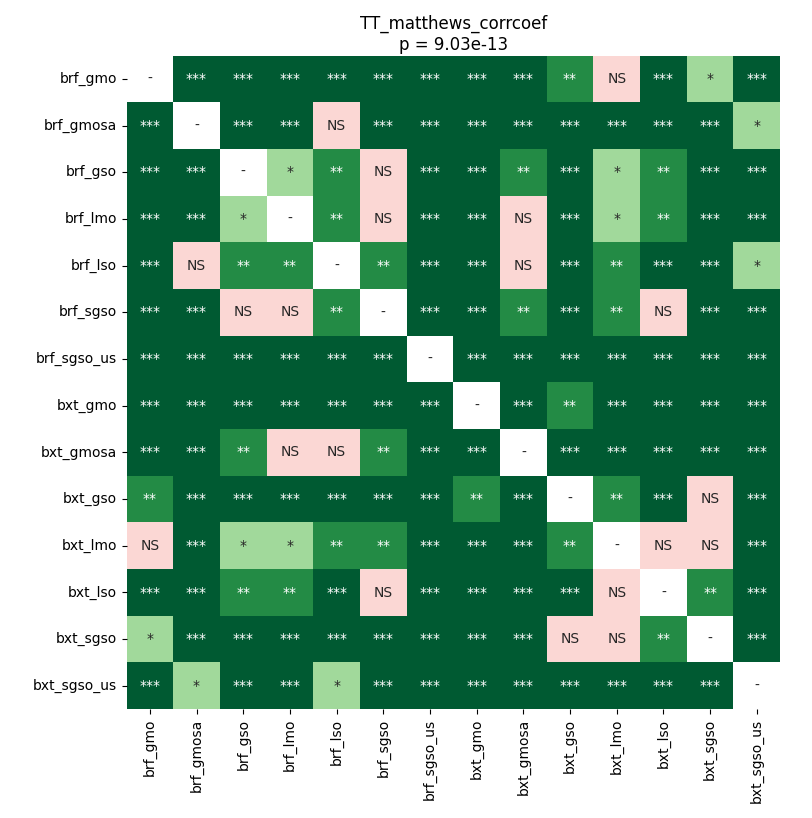 TT_matthews_corrcoef
p = 9.03e-13
brf_gmo - *** *** *** *** *** *** *** *** ** NS *** * ***
brf_gmosa *** - *** *** NS *** *** *** *** *** *** *** *** *
brf_gso *** *** - * ** NS *** *** ** *** * ** *** ***
brf_lmo *** *** * - ** NS *** *** NS *** * ** *** ***
brf_lso *** NS ** ** - ** *** *** NS *** ** *** *** *
brf_sgso *** *** NS NS ** - *** *** ** *** ** NS *** ***
brf_sgso_us *** *** *** *** *** *** - *** *** *** *** *** *** ***
bxt_gmo *** *** *** *** *** *** *** - *** ** *** *** *** ***
bxt_gmosa *** *** ** NS NS ** *** *** - *** *** *** *** ***
bxt_gso ** *** *** *** *** *** *** ** *** - ** *** NS ***
bxt_lmo NS *** * * ** ** *** *** *** ** - NS NS ***
bxt_lso *** *** ** ** *** NS *** *** *** *** NS - ** ***
bxt_sgso * *** *** *** *** *** *** *** *** NS NS ** - ***
bxt_sgso_us *** * *** *** * *** *** *** *** *** *** *** *** -
brf_gmo
brf_gmosa
brf_gso
brf_lmo
brf_lso
brf_sgso
brf_sgso_us
bxt_gmo
bxt_gmosa
bxt_gso
bxt_lmo
bxt_lso
bxt_sgso
bxt_sgso_us